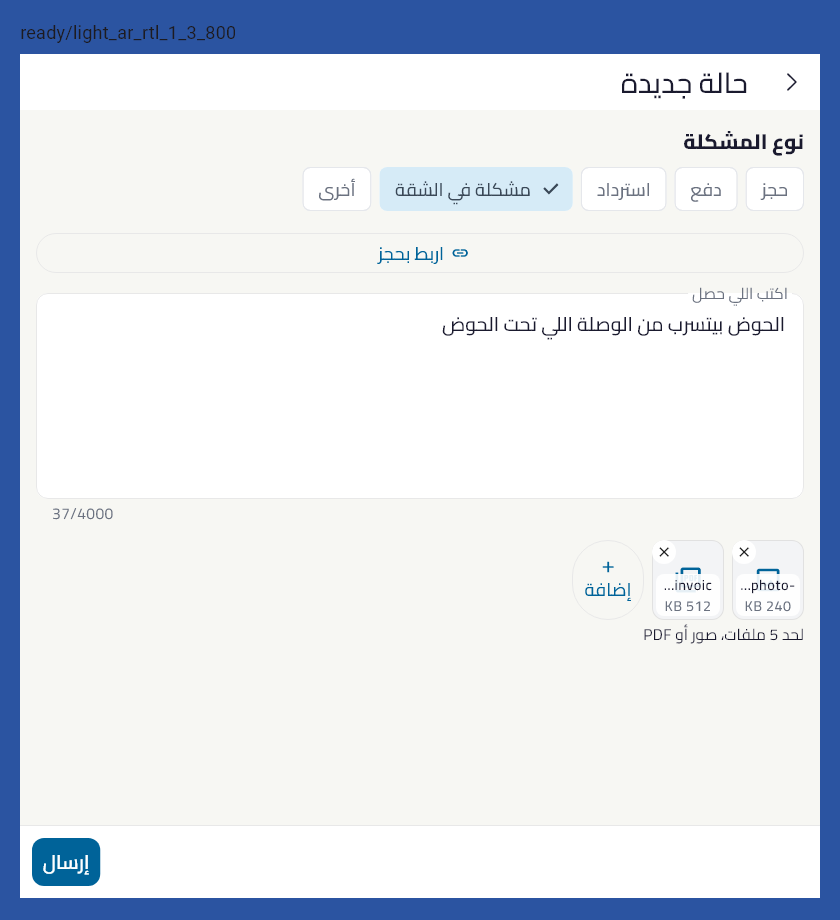 ready/light_ar_rtl_1_3_800
حالة جديدة
نوع المشكلة
حجز
دفع
استرداد
مشكلة في الشقة
أخرى
اربط بحجز
اكتب اللي حصل
الحوض بيتسرب من الوصلة اللي تحت الحوض
37/4000
photo-...
240 KB
invoic...
512 KB
+
إضافة
لحد 5 ملفات، صور أو PDF
إرسال